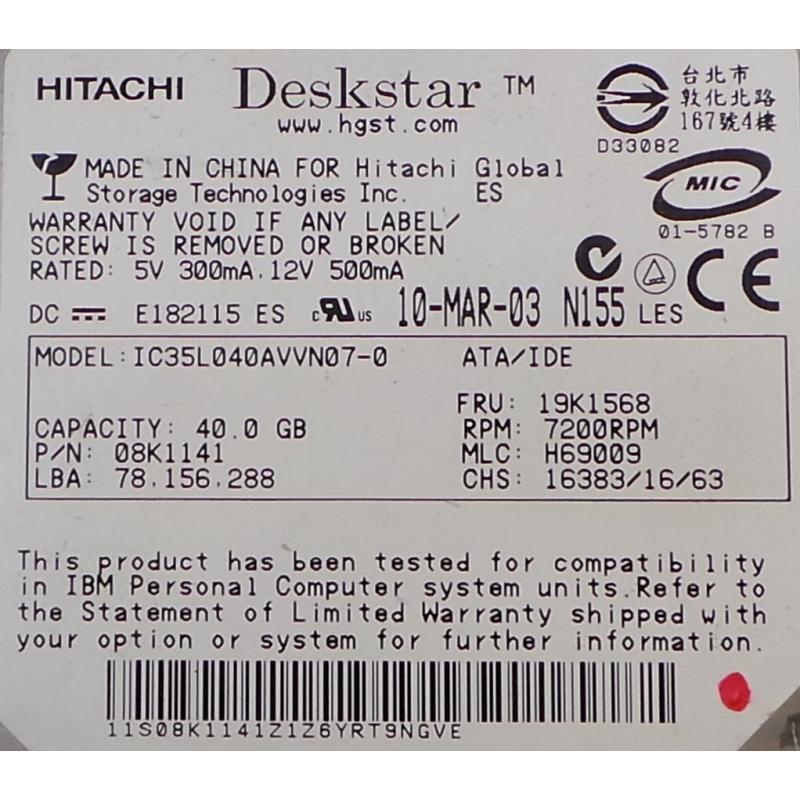 HITACHI Deskstar ™
www.hgst.com
台北市
敦化北路
167號4樓
D33082
MADE IN CHINA FOR Hitachi Global
Storage Technologies Inc. ES
MIC
01-5782 B
WARRANTY VOID IF ANY LABEL/
SCREW IS REMOVED OR BROKEN
RATED: 5V 300mA.12V 500mA
DC E182115 ES c RU us 10-MAR-03 N155 LES CE
MODEL:IC35L040AVVN07-0 ATA/IDE
FRU: 19K1568
CAPACITY: 40.0 GB RPM: 7200RPM
P/N: 08K1141 MLC: H69009
LBA: 78.156.288 CHS: 16383/16/63
This product has been tested for compatibility
in IBM Personal Computer system units.Refer to
the Statement of Limited Warranty shipped with
your option or system for further information.
11S08K1141Z1Z6YRT9NGVE